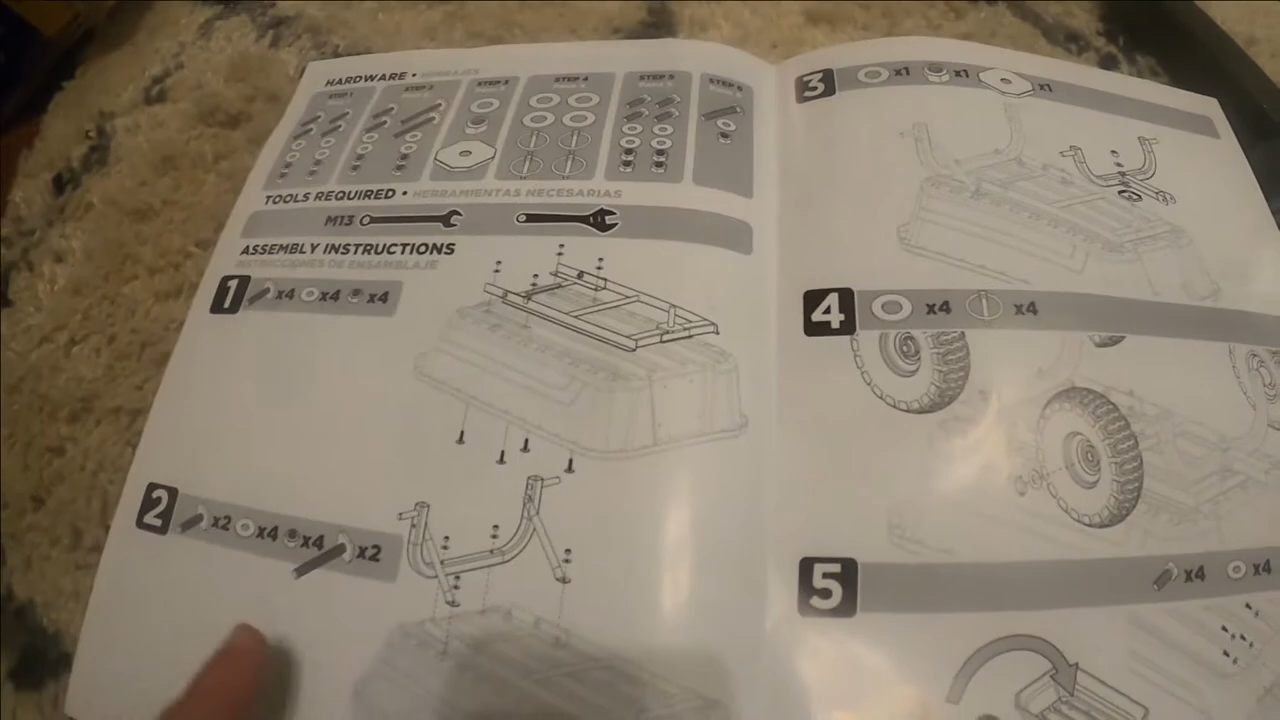 HARDWARE • HERRAJES
STEP 1
STEP 2
STEP 3
STEP 4
STEP 5
STEP 6
TOOLS REQUIRED • HERRAMIENTAS NECESARIAS
M13
ASSEMBLY INSTRUCTIONS
INSTRUCCIONES DE ENSAMBLAJE
1 x4 x4 x4
2 x2 x4 x4 x2
3 x1 x1 x1
4 x4 x4
5 x4 x4